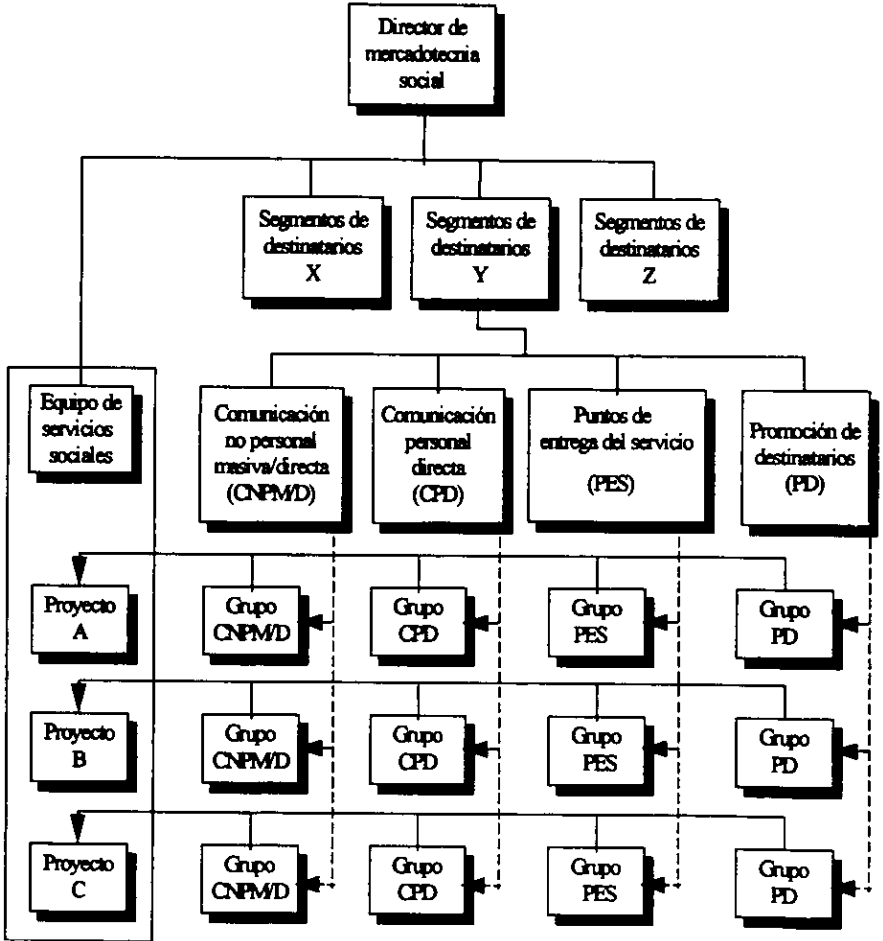 Director de
mercadotecnia
social
Segmentos de
destinatarios
X
Segmentos de
destinatarios
Y
Segmentos de
destinatarios
Z
Equipo de
servicios
sociales
Comunicación
no personal
masiva/directa
(CNPM/D)
Comunicación
personal
directa
(CPD)
Puntos de
entrega del servicio
(PES)
Promoción de
destinatarios
(PD)
Proyecto
A
Grupo
CNPM/D
Grupo
CPD
Grupo
PES
Grupo
PD
Proyecto
B
Grupo
CNPM/D
Grupo
CPD
Grupo
PES
Grupo
PD
Proyecto
C
Grupo
CNPM/D
Grupo
CPD
Grupo
PES
Grupo
PD